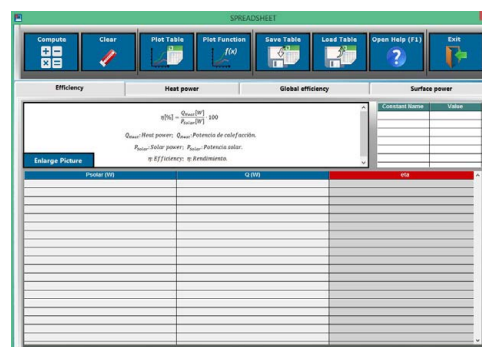 SPREADSHEET
Compute Clear Plot Table Plot Function Save Table Load Table Open Help (F1) Exit
f(x)
Efficiency Heat power Global efficiency Surface power
η[%] = Q_Heat[W] / P_Solar[W] · 100
Q_Heat: Heat power; Q_Heat: Potencia de calefacción.
P_Solar: Solar power; P_Solar: Potencia solar.
η: Efficiency; η: Rendimiento.
Enlarge Picture
Constant Name Value
Psolar (W) Q (W) eta